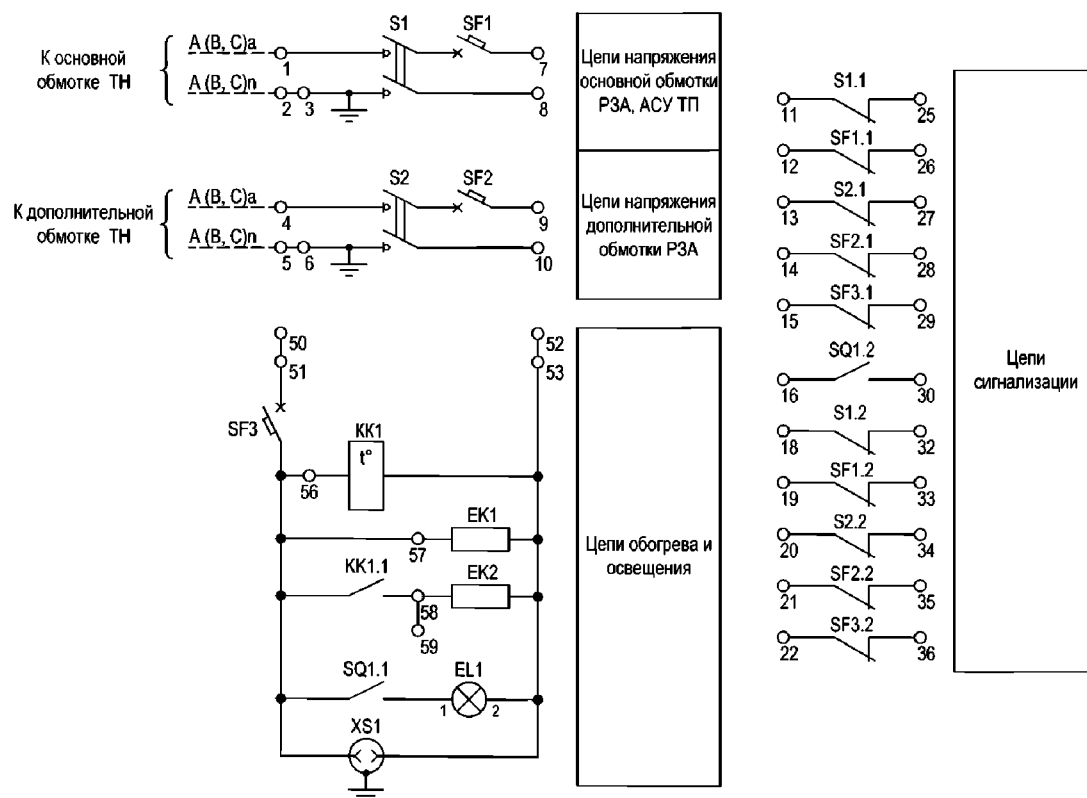 S1
SF1
К основной
обмотке ТН
A (B, C)a
A (B, C)n
1
2
3
7
8
Цепи напряжения
основной обмотки
РЗА, АСУ ТП
S2
SF2
К дополнительной
обмотке ТН
A (B, C)a
A (B, C)n
4
5
6
9
10
Цепи напряжения
дополнительной
обмотки РЗА
50
51
52
53
SF3
KK1
t°
56
EK1
57
KK1.1
EK2
58
59
SQ1.1
EL1
1
2
XS1
Цепи обогрева и
освещения
S1.1
11
25
SF1.1
12
26
S2.1
13
27
SF2.1
14
28
SF3.1
15
29
SQ1.2
16
30
S1.2
18
32
SF1.2
19
33
S2.2
20
34
SF2.2
21
35
SF3.2
22
36
Цепи
сигнализации